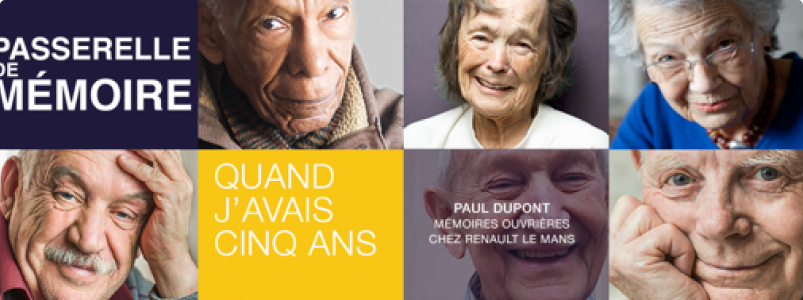 PASSERELLE
DE
MÉMOIRE
QUAND
J'AVAIS
CINQ ANS
PAUL DUPONT
MÉMOIRES OUVRIÈRES
CHEZ RENAULT LE MANS